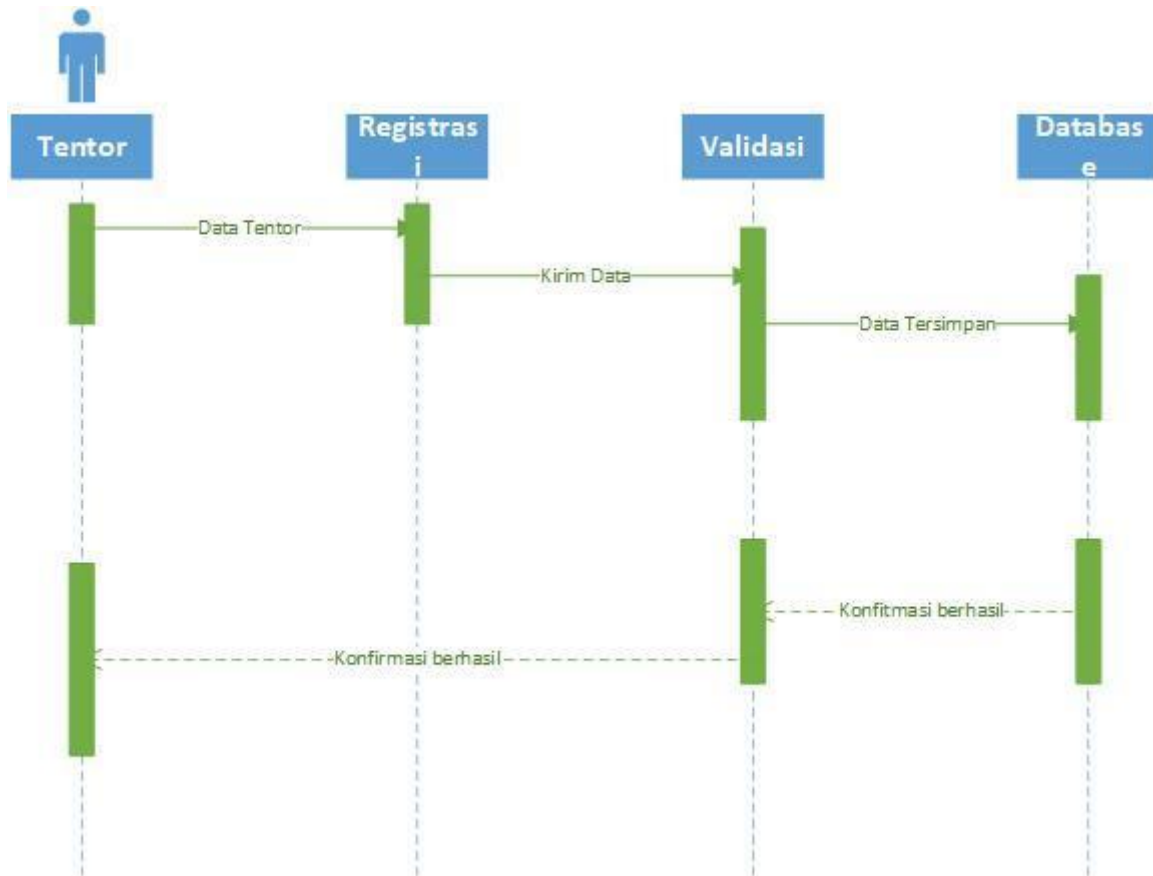 Tentor
Registras
i
Validasi
Databas
e
Data Tentor
Kirim Data
Data Tersimpan
Konfitmasi berhasil
Konfirmasi berhasil